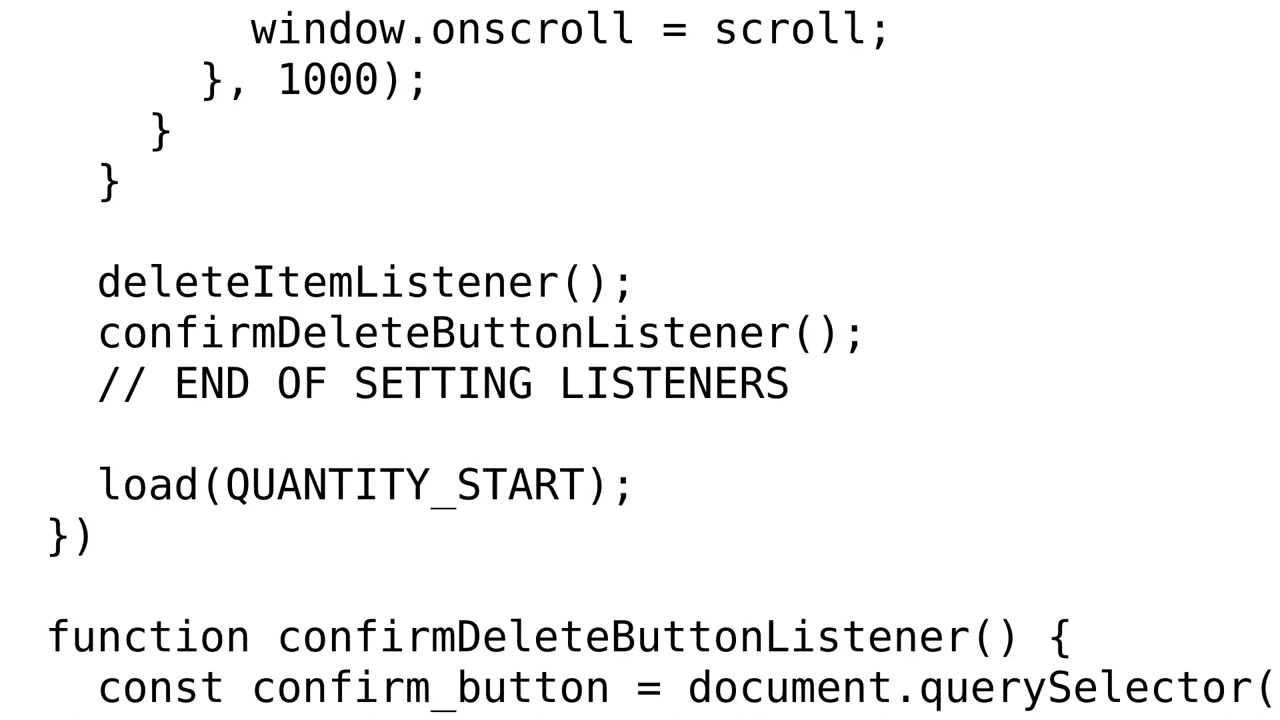 window.onscroll = scroll;
}, 1000);
}
}
deleteItemListener();
confirmDeleteButtonListener();
// END OF SETTING LISTENERS
load(QUANTITY_START);
})
function confirmDeleteButtonListener() {
const confirm_button = document.querySelector(